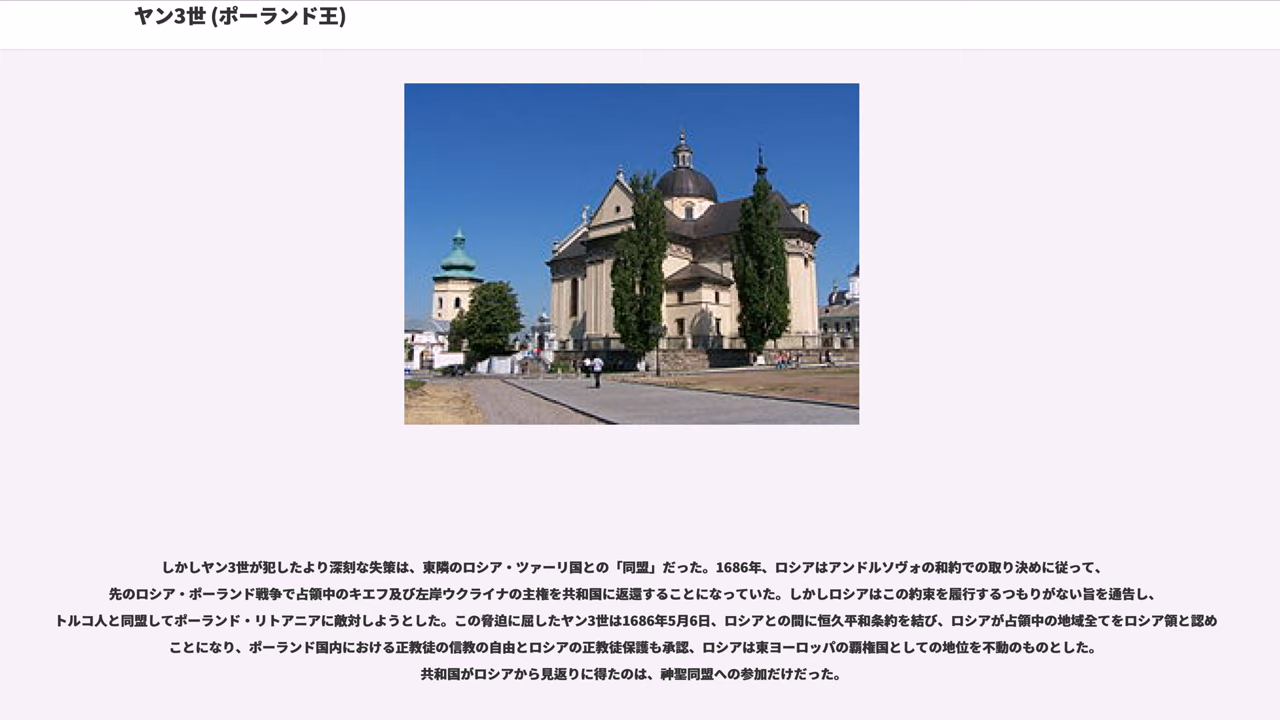 ヤン3世 (ポーランド王)
しかしヤン3世が犯したより深刻な失策は、東隣のロシア・ツァーリ国との「同盟」だった。1686年、ロシアはアンドルソヴォの和約での取り決めに従って、
先のロシア・ポーランド戦争で占領中のキエフ及び左岸ウクライナの主権を共和国に返還することになっていた。しかしロシアはこの約束を履行するつもりがない旨を通告し、
トルコ人と同盟してポーランド・リトアニアに敵対しようとした。この脅迫に屈したヤン3世は1686年5月6日、ロシアとの間に恒久平和条約を結び、ロシアが占領中の地域全てをロシア領と認め
ことになり、ポーランド国内における正教徒の信教の自由とロシアの正教徒保護も承認、ロシアは東ヨーロッパの覇権国としての地位を不動のものとした。
共和国がロシアから見返りに得たのは、神聖同盟への参加だけだった。